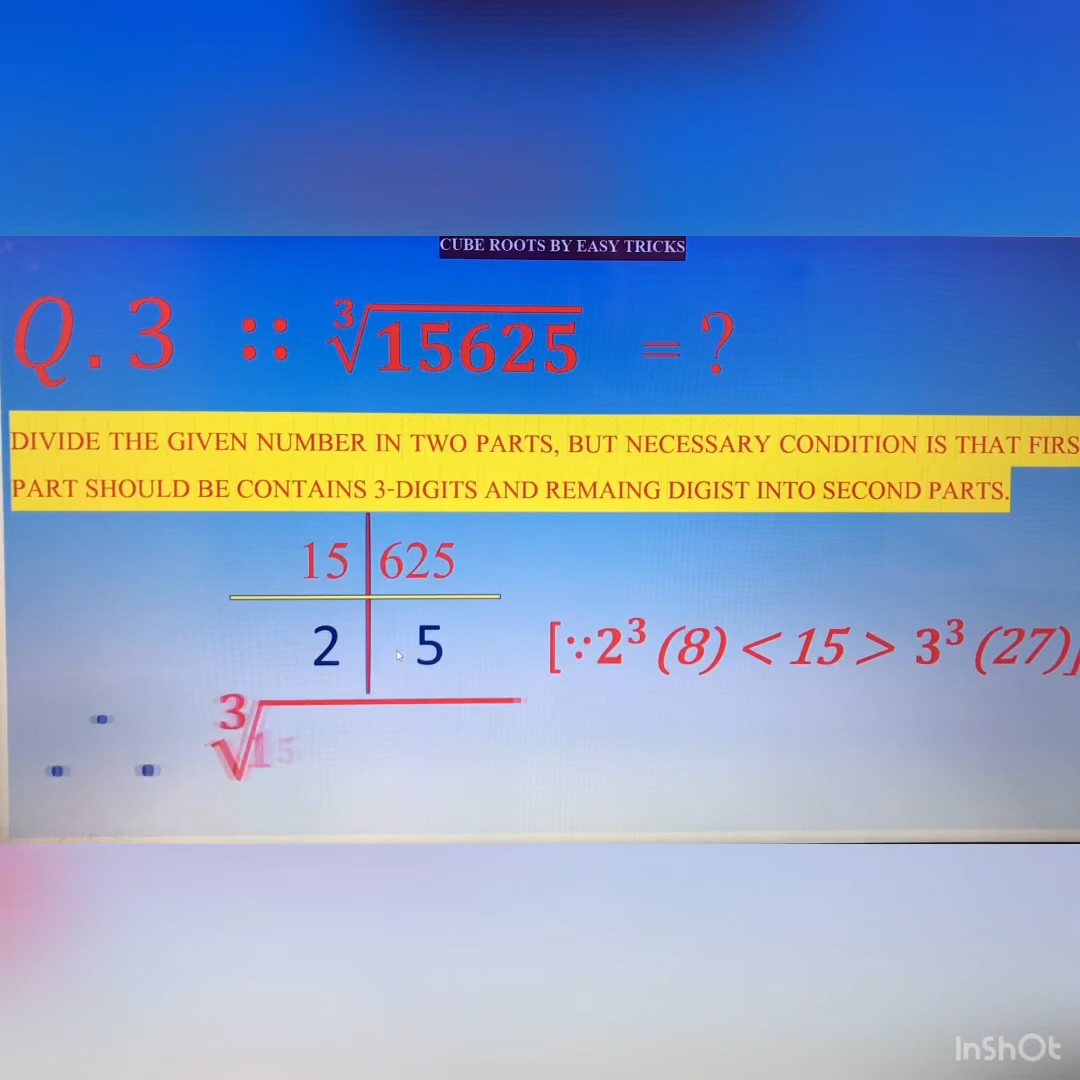 CUBE ROOTS BY EASY TRICKS
Q.3 :: ∛15625 = ?
DIVIDE THE GIVEN NUMBER IN TWO PARTS, BUT NECESSARY CONDITION IS THAT FIRS
PART SHOULD BE CONTAINS 3-DIGITS AND REMAING DIGIST INTO SECOND PARTS.
15 | 625
2 | 5 [∵2³ (8) < 15 > 3³ (27)]
∴ ∛15
InShOt